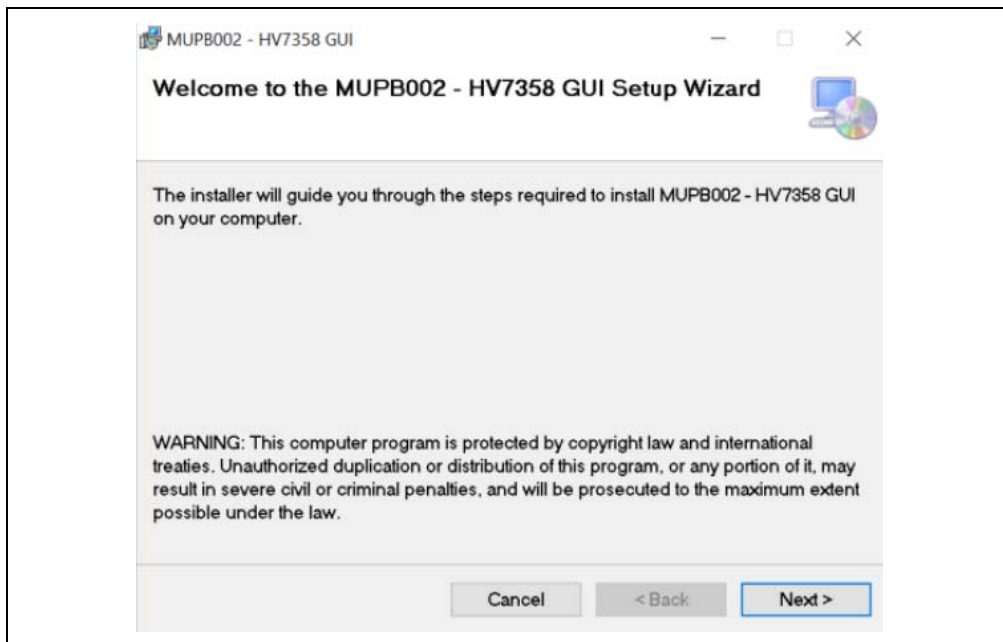 MUPB002 - HV7358 GUI
Welcome to the MUPB002 - HV7358 GUI Setup Wizard
The installer will guide you through the steps required to install MUPB002 - HV7358 GUI
on your computer.
WARNING: This computer program is protected by copyright law and international
treaties. Unauthorized duplication or distribution of this program, or any portion of it, may
result in severe civil or criminal penalties, and will be prosecuted to the maximum extent
possible under the law.
Cancel < Back Next >